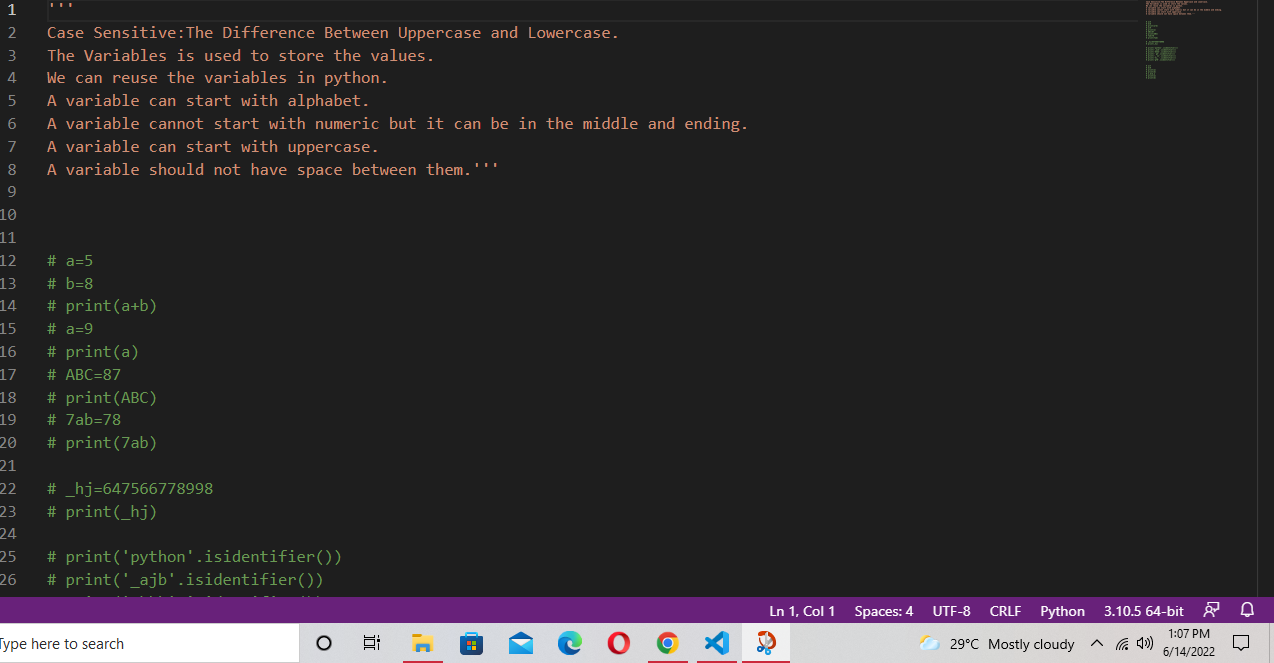 1 '''
2 Case Sensitive:The Difference Between Uppercase and Lowercase.
3 The Variables is used to store the values.
4 We can reuse the variables in python.
5 A variable can start with alphabet.
6 A variable cannot start with numeric but it can be in the middle and ending.
7 A variable can start with uppercase.
8 A variable should not have space between them.'''
9
10
11
12 # a=5
13 # b=8
14 # print(a+b)
15 # a=9
16 # print(a)
17 # ABC=87
18 # print(ABC)
19 # 7ab=78
20 # print(7ab)
21
22 # _hj=647566778998
23 # print(_hj)
24
25 # print('python'.isidentifier())
26 # print('_ajb'.isidentifier())
Ln 1, Col 1 Spaces: 4 UTF-8 CRLF Python 3.10.5 64-bit
Type here to search
29°C Mostly cloudy
1:07 PM
6/14/2022